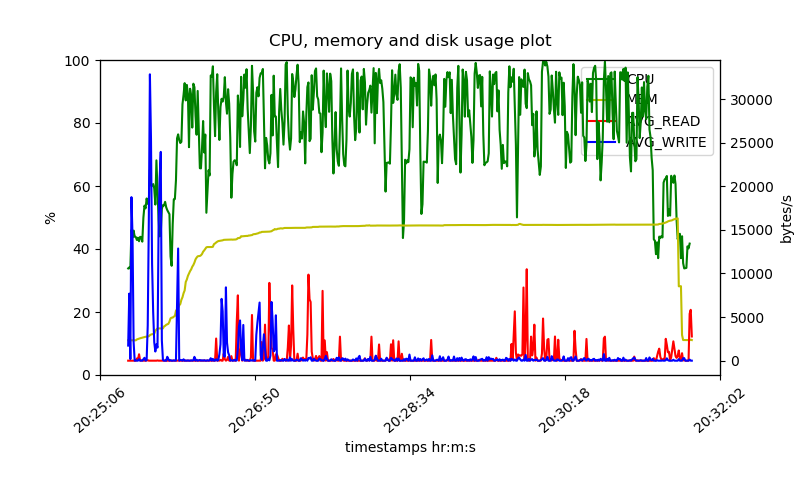 CPU, memory and disk usage plot
100
80
60
40
20
0
%
30000
25000
20000
15000
10000
5000
0
bytes/s
CPU
MEM
AVG_READ
AVG_WRITE
20:25:06
20:26:50
20:28:34
20:30:18
20:32:02
timestamps hr:m:s